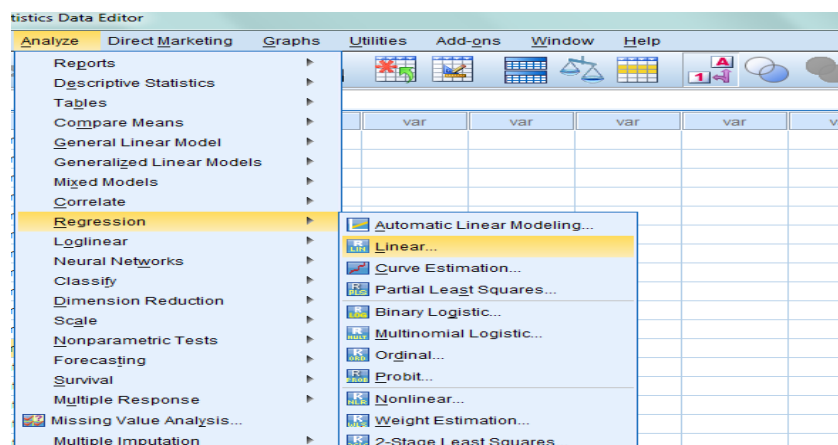 tistics Data Editor
Analyze Direct Marketing Graphs Utilities Add-ons Window Help
Reports
Descriptive Statistics
Tables
Compare Means
General Linear Model
Generalized Linear Models
Mixed Models
Correlate
Regression
Loglinear
Neural Networks
Classify
Dimension Reduction
Scale
Nonparametric Tests
Forecasting
Survival
Multiple Response
Missing Value Analysis...
Multiple Imputation
var var var var v
Automatic Linear Modeling...
Linear...
Curve Estimation...
Partial Least Squares...
Binary Logistic...
Multinomial Logistic...
Ordinal...
Probit...
Nonlinear...
Weight Estimation...
2-Stage Least Squares